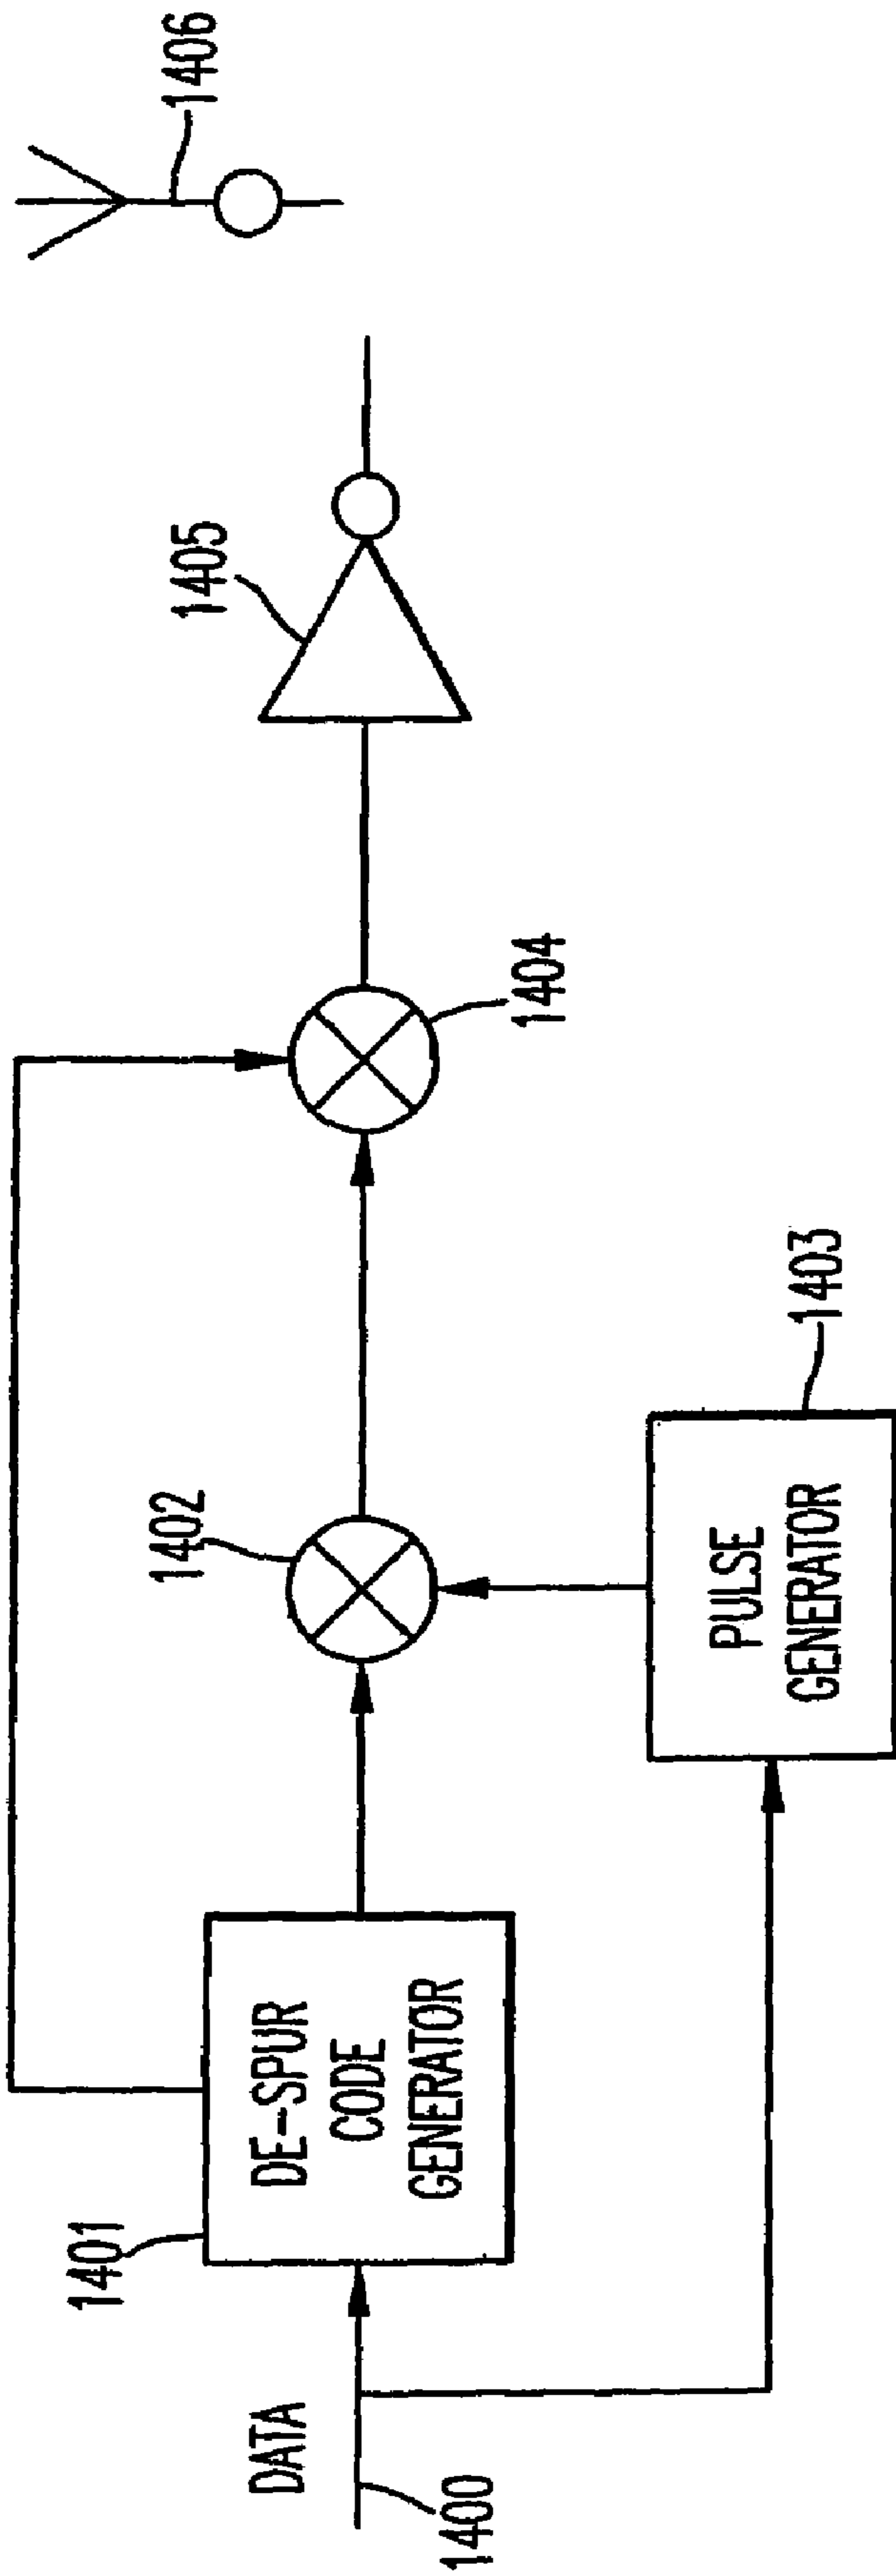 DATA
1400
1401
DE-SPUR
CODE
GENERATOR
1402
PULSE
GENERATOR
1403
1404
1405
1406